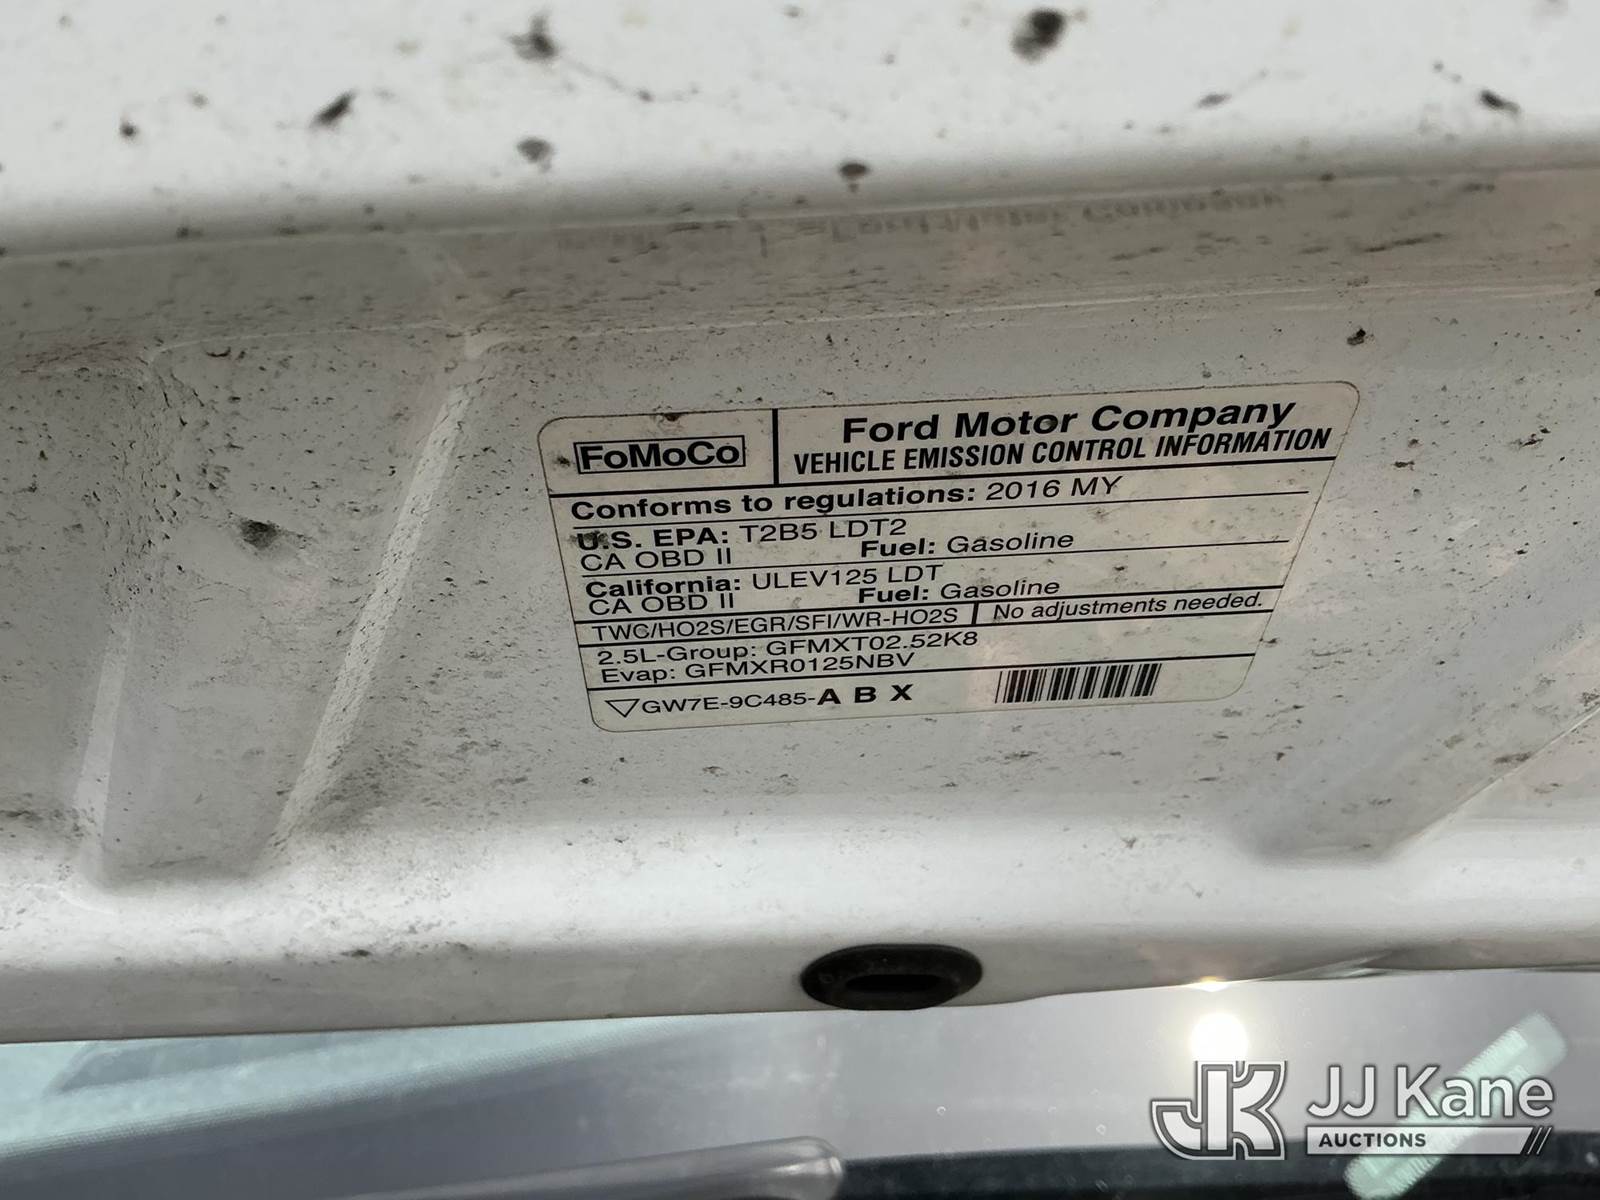 FoMoCo
Ford Motor Company
VEHICLE EMISSION CONTROL INFORMATION
Conforms to regulations: 2016 MY
U.S. EPA: T2B5 LDT2
CA OBD II Fuel: Gasoline
California: ULEV125 LDT
CA OBD II Fuel: Gasoline
TWC/HO2S/EGR/SFI/WR-HO2S No adjustments needed.
2.5L-Group: GFMXT02.52K8
Evap: GFMXR0125NBV
GW7E-9C485-A B X
JK JJ Kane
AUCTIONS